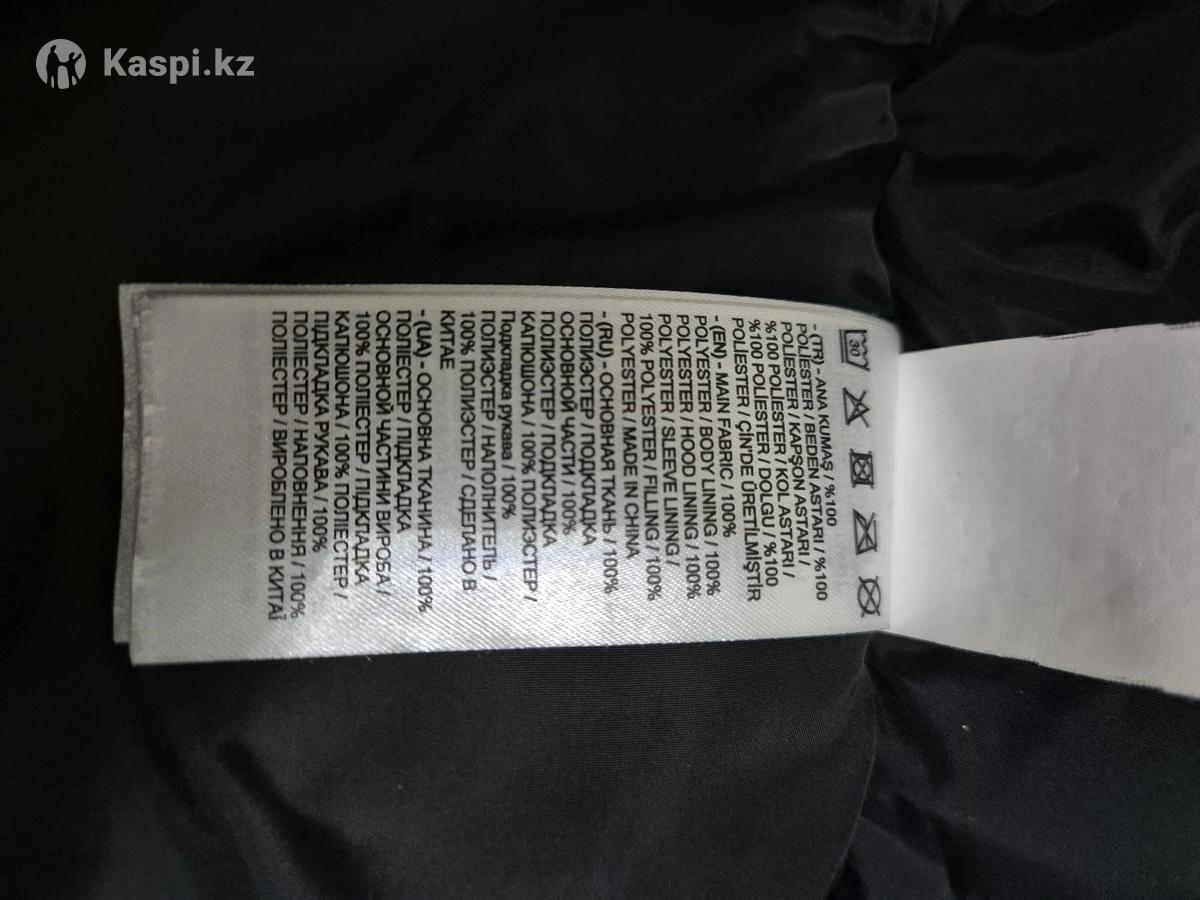 Kaspi.kz
30
- (TR) - ANA KUMAŞ / %100
POLİESTER / BEDEN ASTARI / %100
POLİESTER / KAPŞON ASTARI /
%100 POLİESTER / KOL ASTARI /
%100 POLİESTER / DOLGU / %100
POLİESTER / ÇİN'DE ÜRETİLMİŞTİR
- (EN) - MAIN FABRIC / 100%
POLYESTER / BODY LINING / 100%
POLYESTER / HOOD LINING / 100%
POLYESTER / SLEEVE LINING /
100% POLYESTER / FILLING / 100%
POLYESTER / MADE IN CHINA
- (RU) - ОСНОВНАЯ ТКАНЬ / 100%
ПОЛИЭСТЕР / ПОДКЛАДКА
ОСНОВНОЙ ЧАСТИ / 100%
ПОЛИЭСТЕР / ПОДКЛАДКА
КАПЮШОНА / 100% ПОЛИЭСТЕР /
Подкладка рукава / 100%
ПОЛИЭСТЕР / НАПОЛНИТЕЛЬ /
100% ПОЛИЭСТЕР / СДЕЛАНО В
КИТАЕ
- (UA) - ОСНОВНА ТКАНИНА / 100%
ПОЛІЕСТЕР / ПІДКЛАДКА
ОСНОВНОЙ ЧАСТИНИ ВИРОБА /
100% ПОЛІЕСТЕР / ПІДКЛАДКА
КАПЮШОНА / 100% ПОЛІЕСТЕР /
ПІДКЛАДКА РУКАВА / 100%
ПОЛІЕСТЕР / НАПОВНЕННЯ / 100%
ПОЛІЕСТЕР / ВИРОБЛЕНО В КИТАЇ